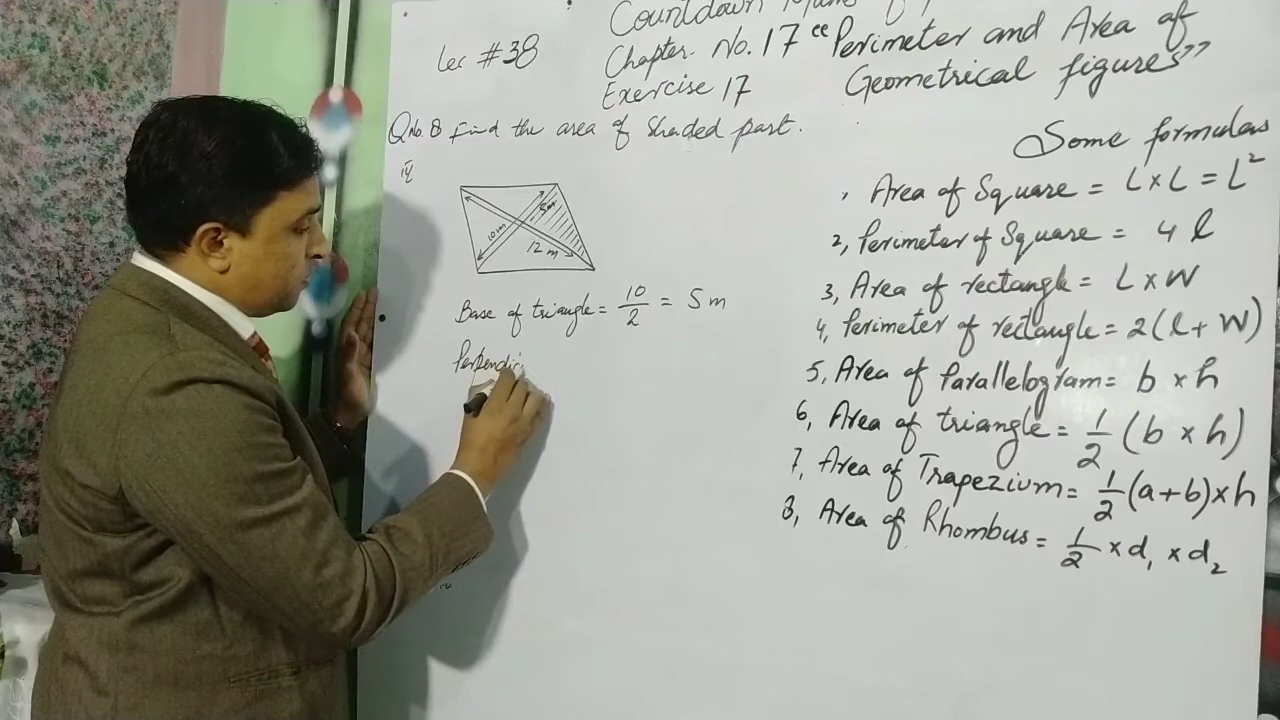 Lec #38
Countdown
Chapter No. 17 “Perimeter and Area of
Geometrical figures”
Exercise 17
Q No. 8 Find the area of Shaded part.
10 m
5m
12 m
Base of triangle = 10/2 = 5 m
Perpendic
Some formulas
1, Area of Square = L×L = L²
2, Perimeter of Square = 4 l
3, Area of rectangle = L × W
4, Perimeter of rectangle = 2(l + W)
5, Area of Parallelogram = b × h
6, Area of triangle = 1/2 (b × h)
7, Area of Trapezium = 1/2 (a+b)×h
8, Area of Rhombus = 1/2 × d₁ × d₂